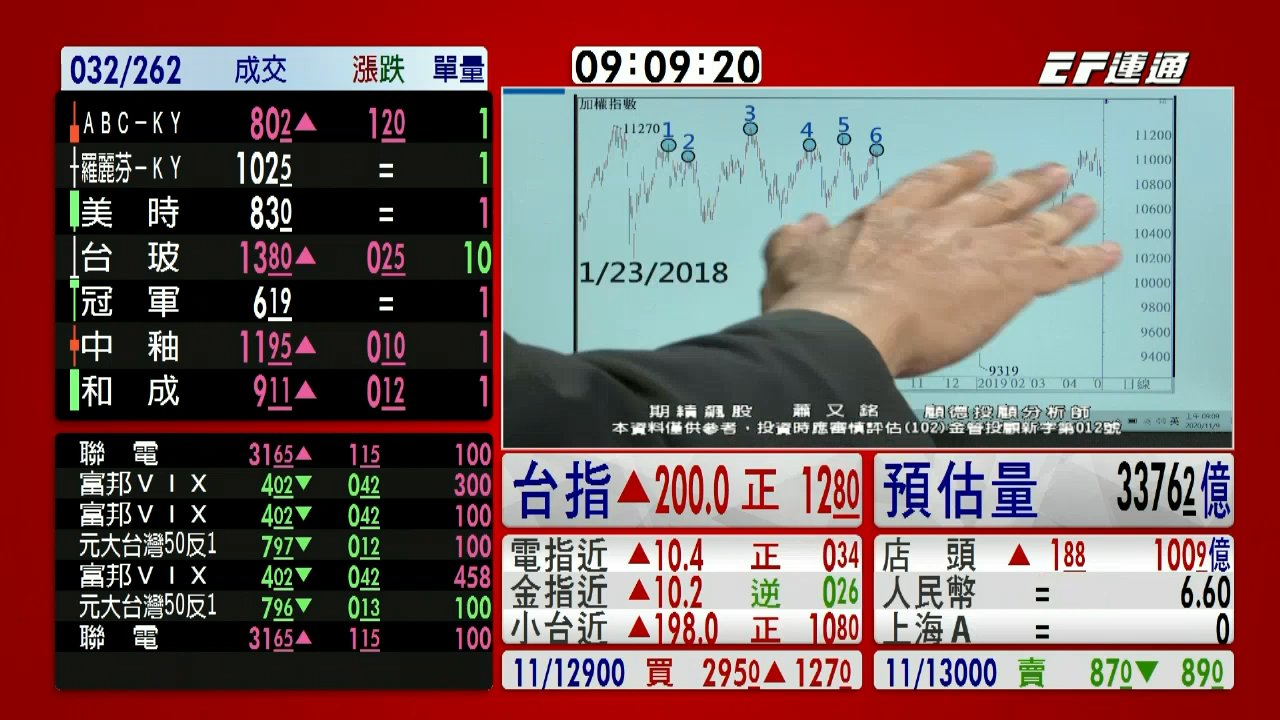 032/262 成交 漲跌 單量
ABC-KY 802▲ 120 1
羅麗芬-KY 1025 = 1
美時 830 = 1
台玻 1380▲ 025 10
冠軍 619 = 1
中釉 1195▲ 010 1
和成 911▲ 012 1
聯電 3165▲ 115 100
富邦VIX 402▼ 042 300
富邦VIX 402▼ 042 100
元大台灣50反1 797▼ 012 100
富邦VIX 402▼ 042 458
元大台灣50反1 796▼ 013 100
聯電 3165▲ 115 100
09:09:20
EF運通
加權指數
11270
1
2
3
4
5
6
11200
11000
10800
10600
10400
10200
10000
9800
9600
9400
1/23/2018
9319
11 12 2019 02 03 04 日線
期績飆股 蕭又銘 顧德投顧分析師
本資料僅供參考，投資時應審慎評估(102)金管投顧新字第012號
英
上午 09:09
2020/11/9
台指▲200.0 正 1280
預估量 33762億
電指近 ▲10.4 正 034
金指近 ▲10.2 逆 026
小台近 ▲198.0 正 1080
店頭 ▲ 188 1009億
人民幣 = 6.60
上海A = 0
11/12900 買 2950▲1270
11/13000 賣 870▼ 890